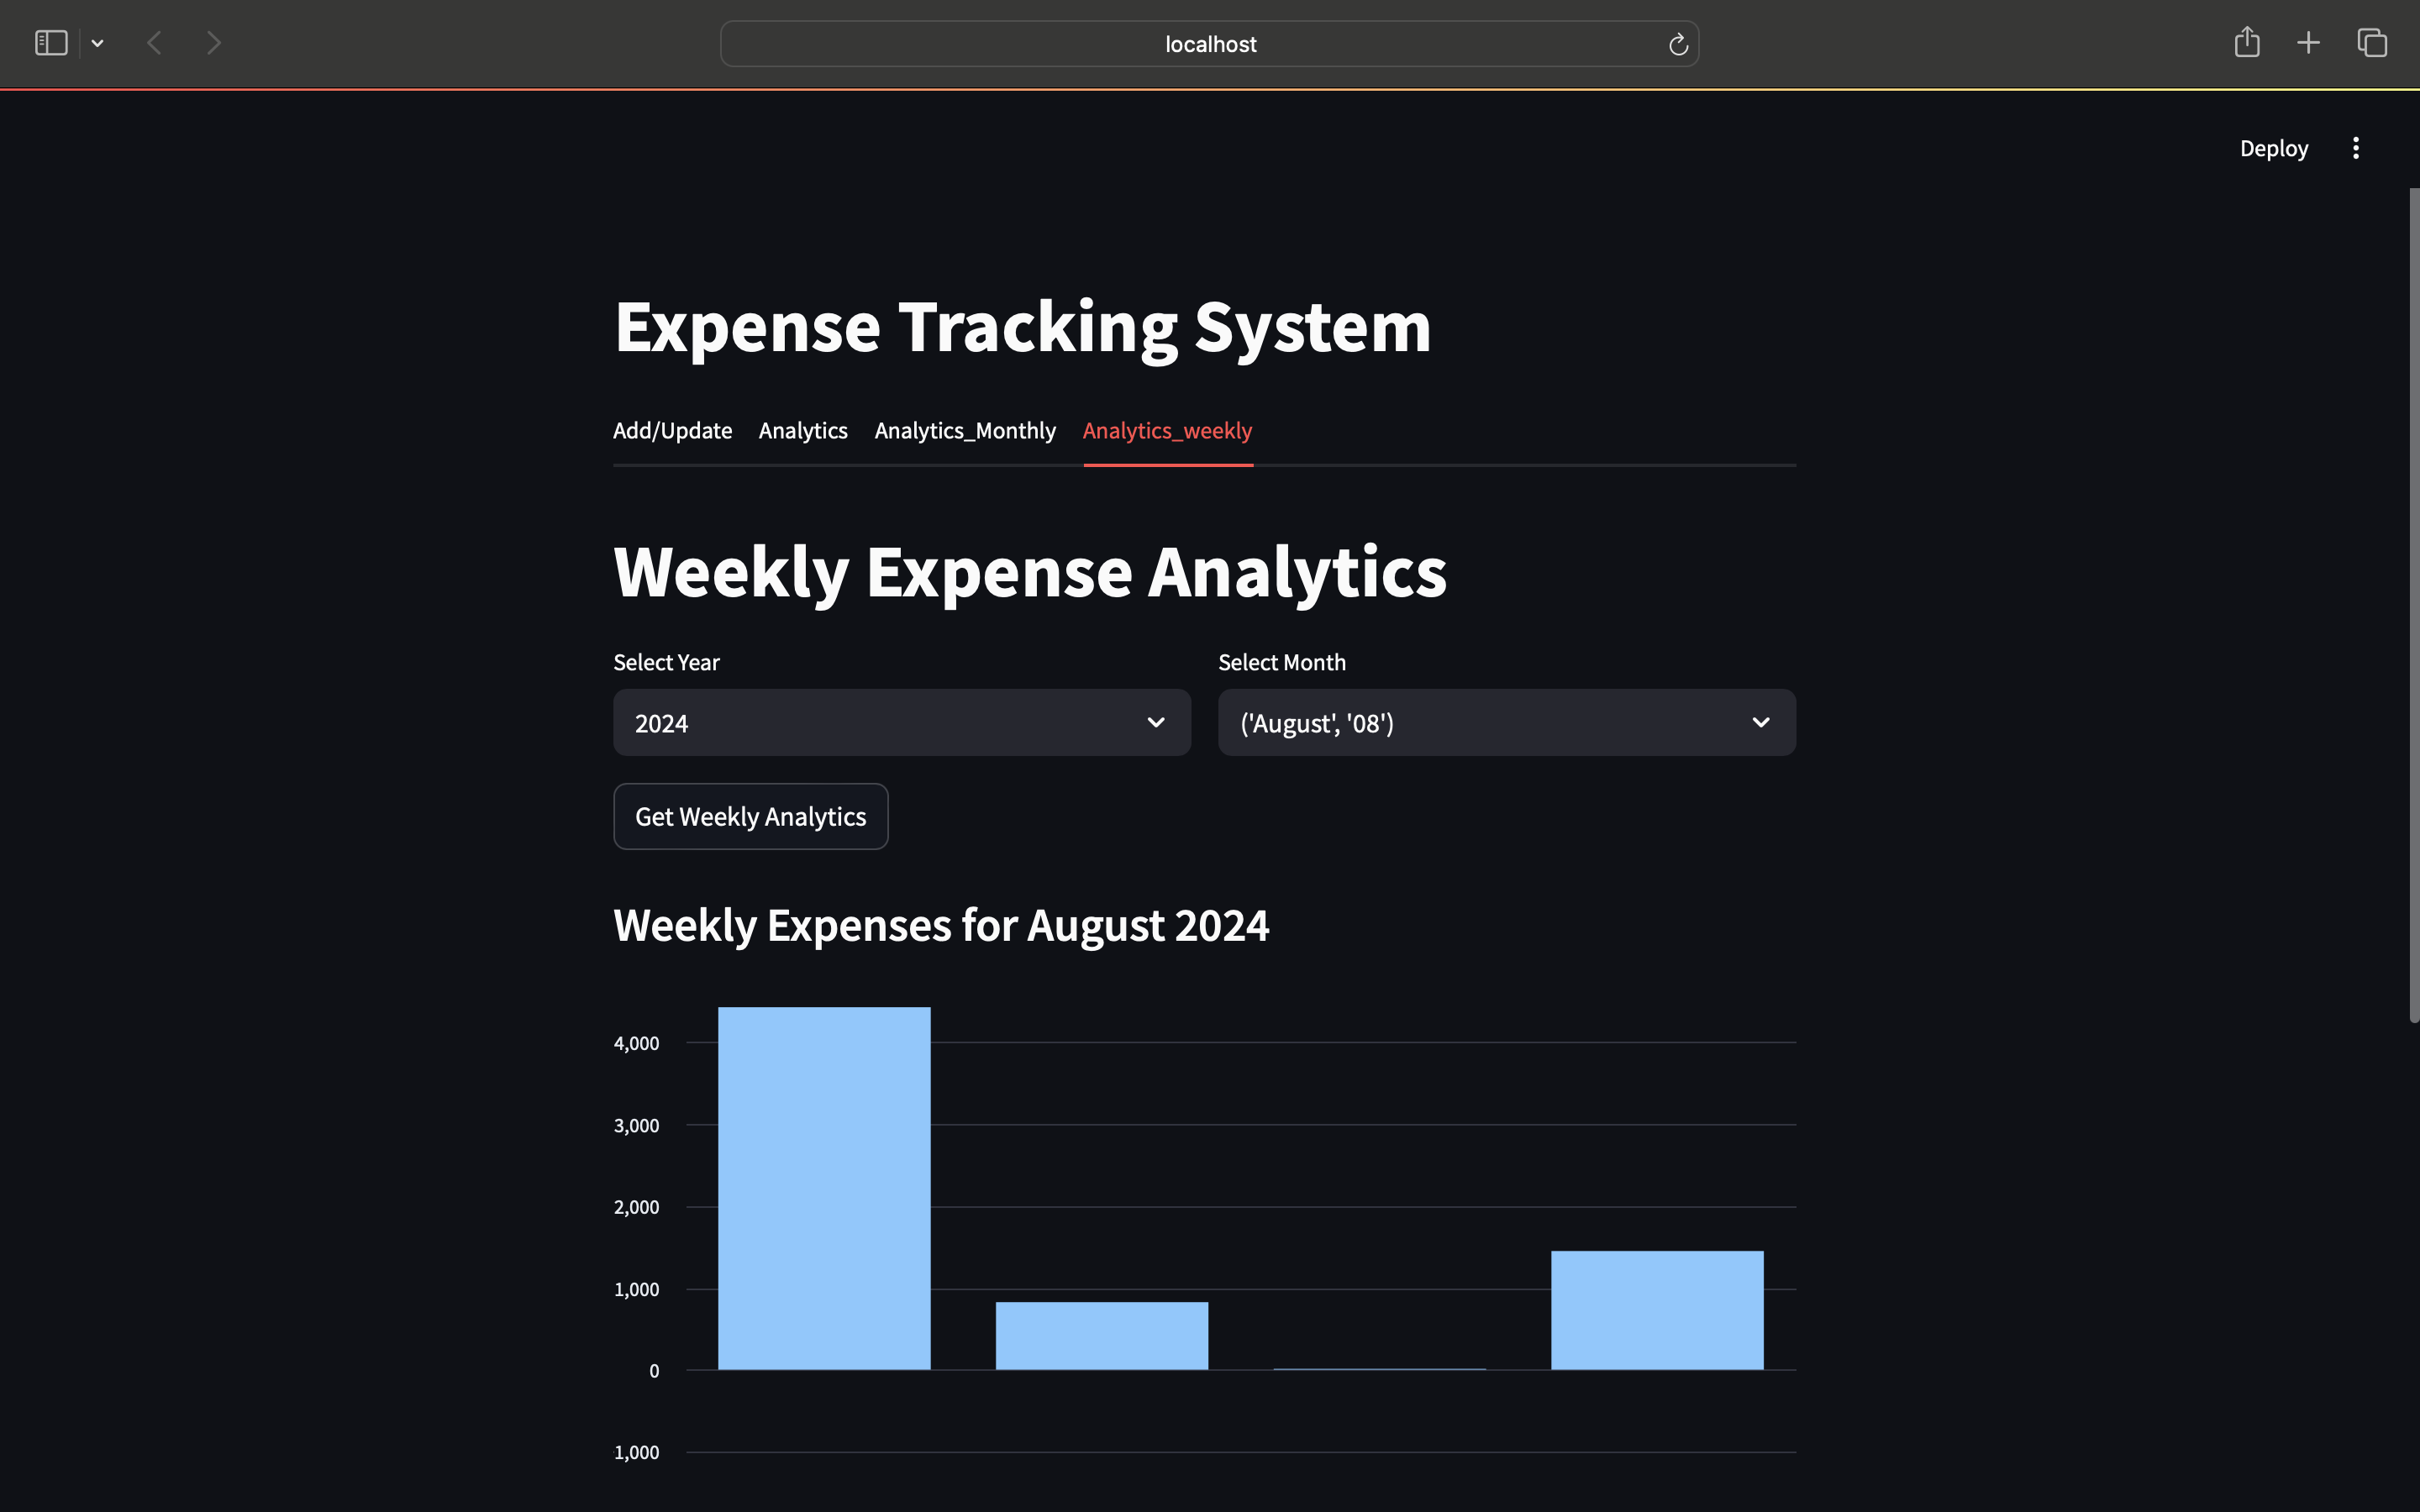 localhost
Deploy
Expense Tracking System
Add/Update Analytics Analytics_Monthly Analytics_weekly
Weekly Expense Analytics
Select Year Select Month
2024 ('August', '08')
Get Weekly Analytics
Weekly Expenses for August 2024
4,000
3,000
2,000
1,000
0
1,000